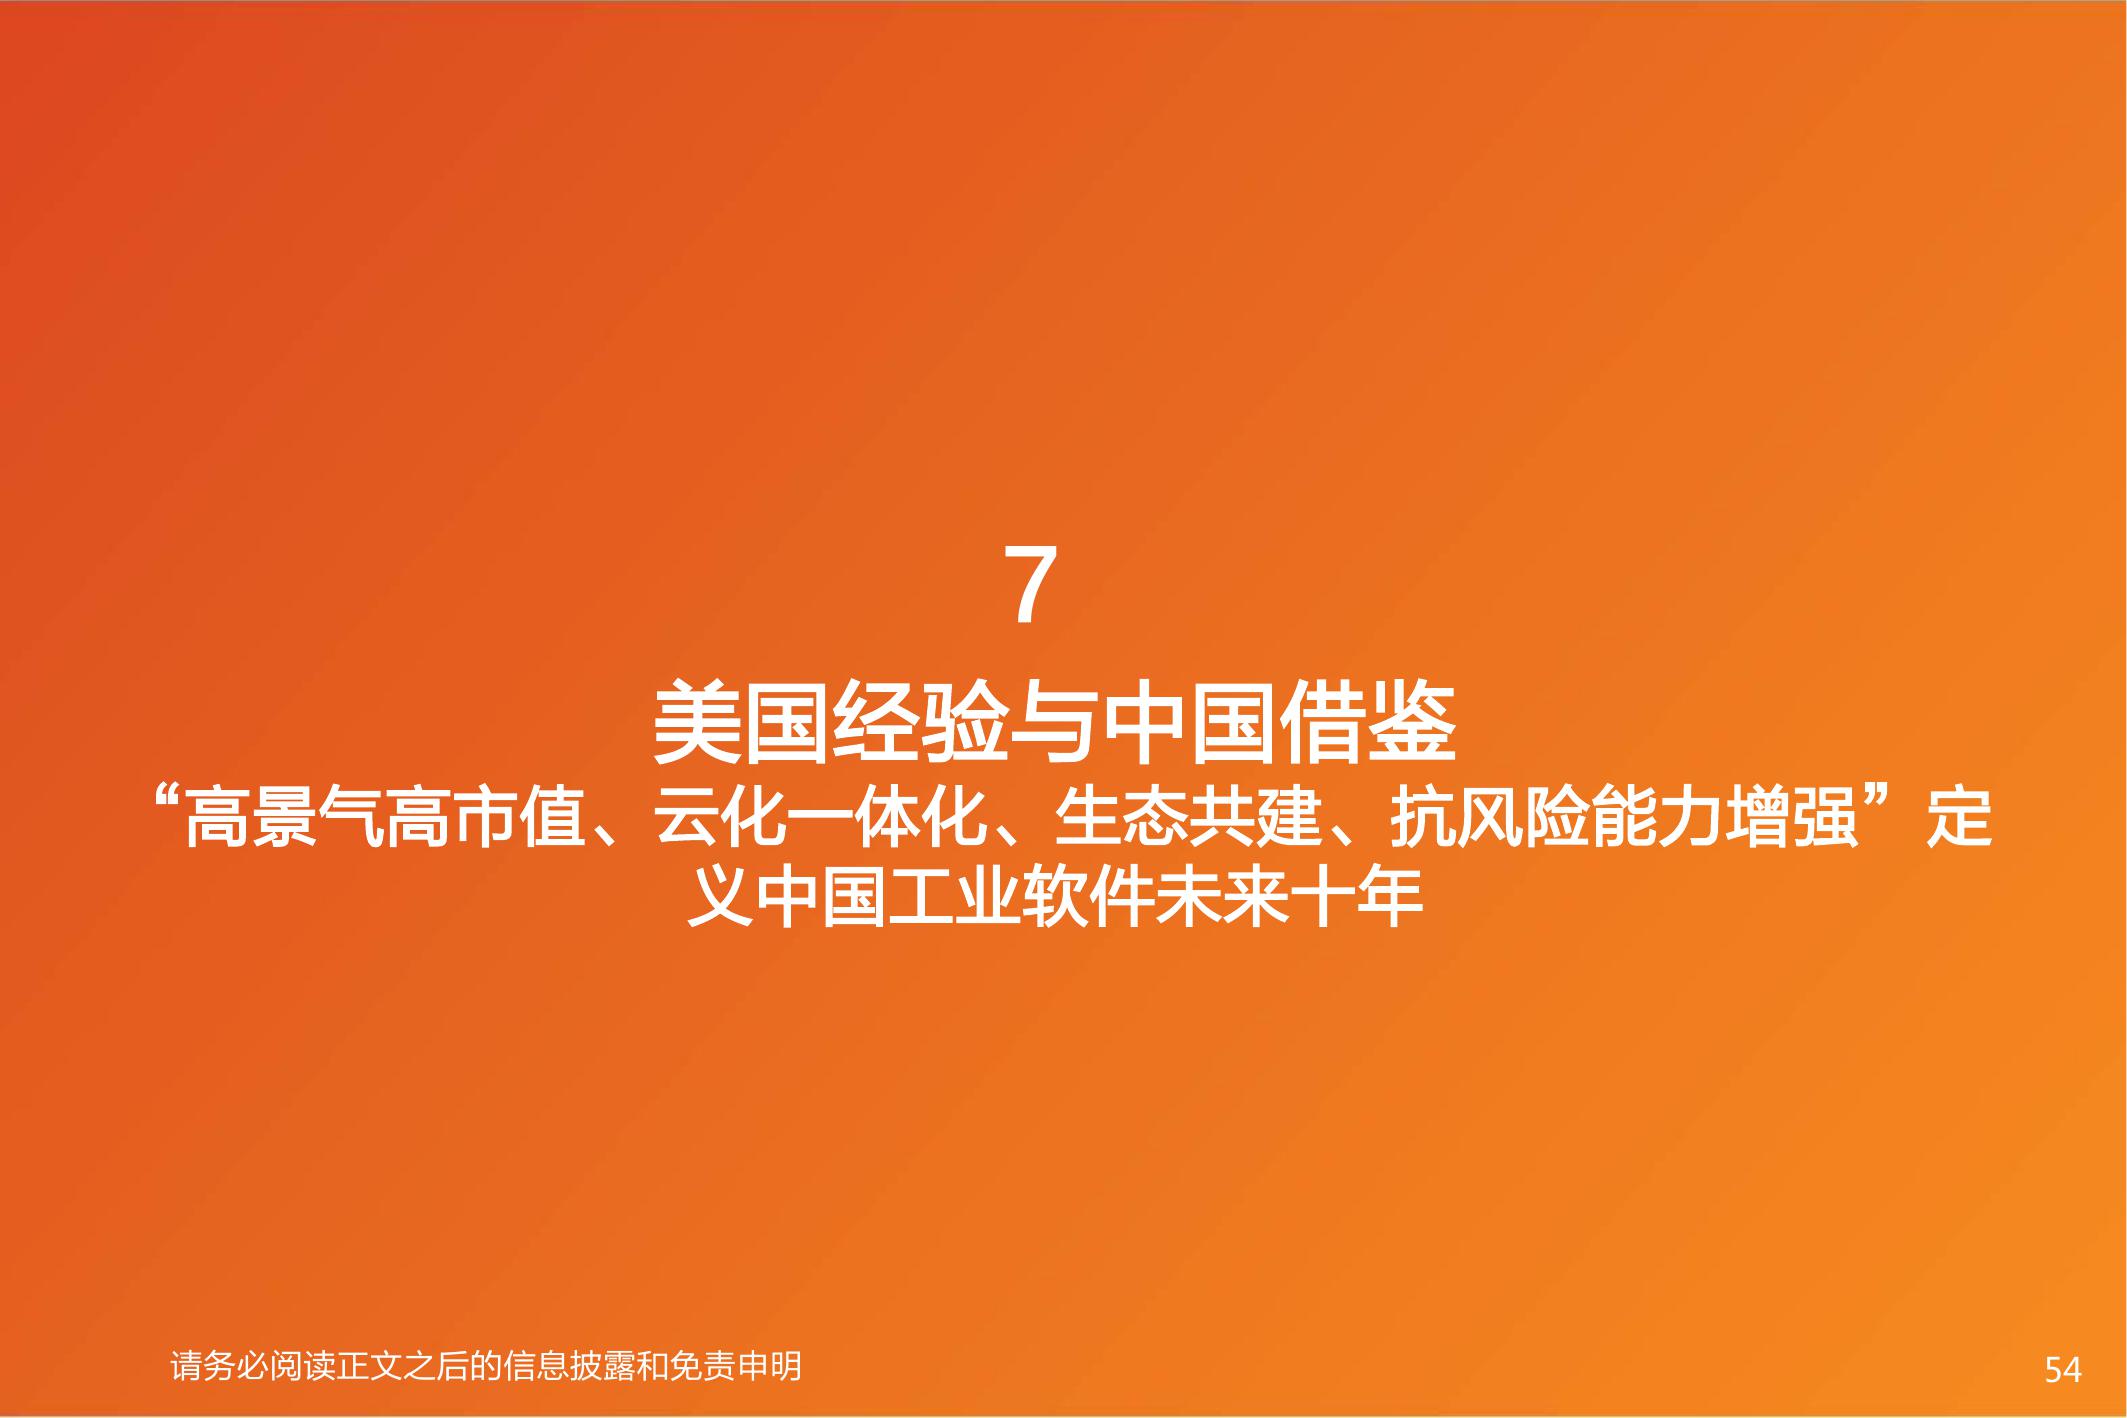 7
美国经验与中国借鉴
“高景气高市值、云化一体化、生态共建、抗风险能力增强”定
义中国工业软件未来十年
请务必阅读正文之后的信息披露和免责申明
54